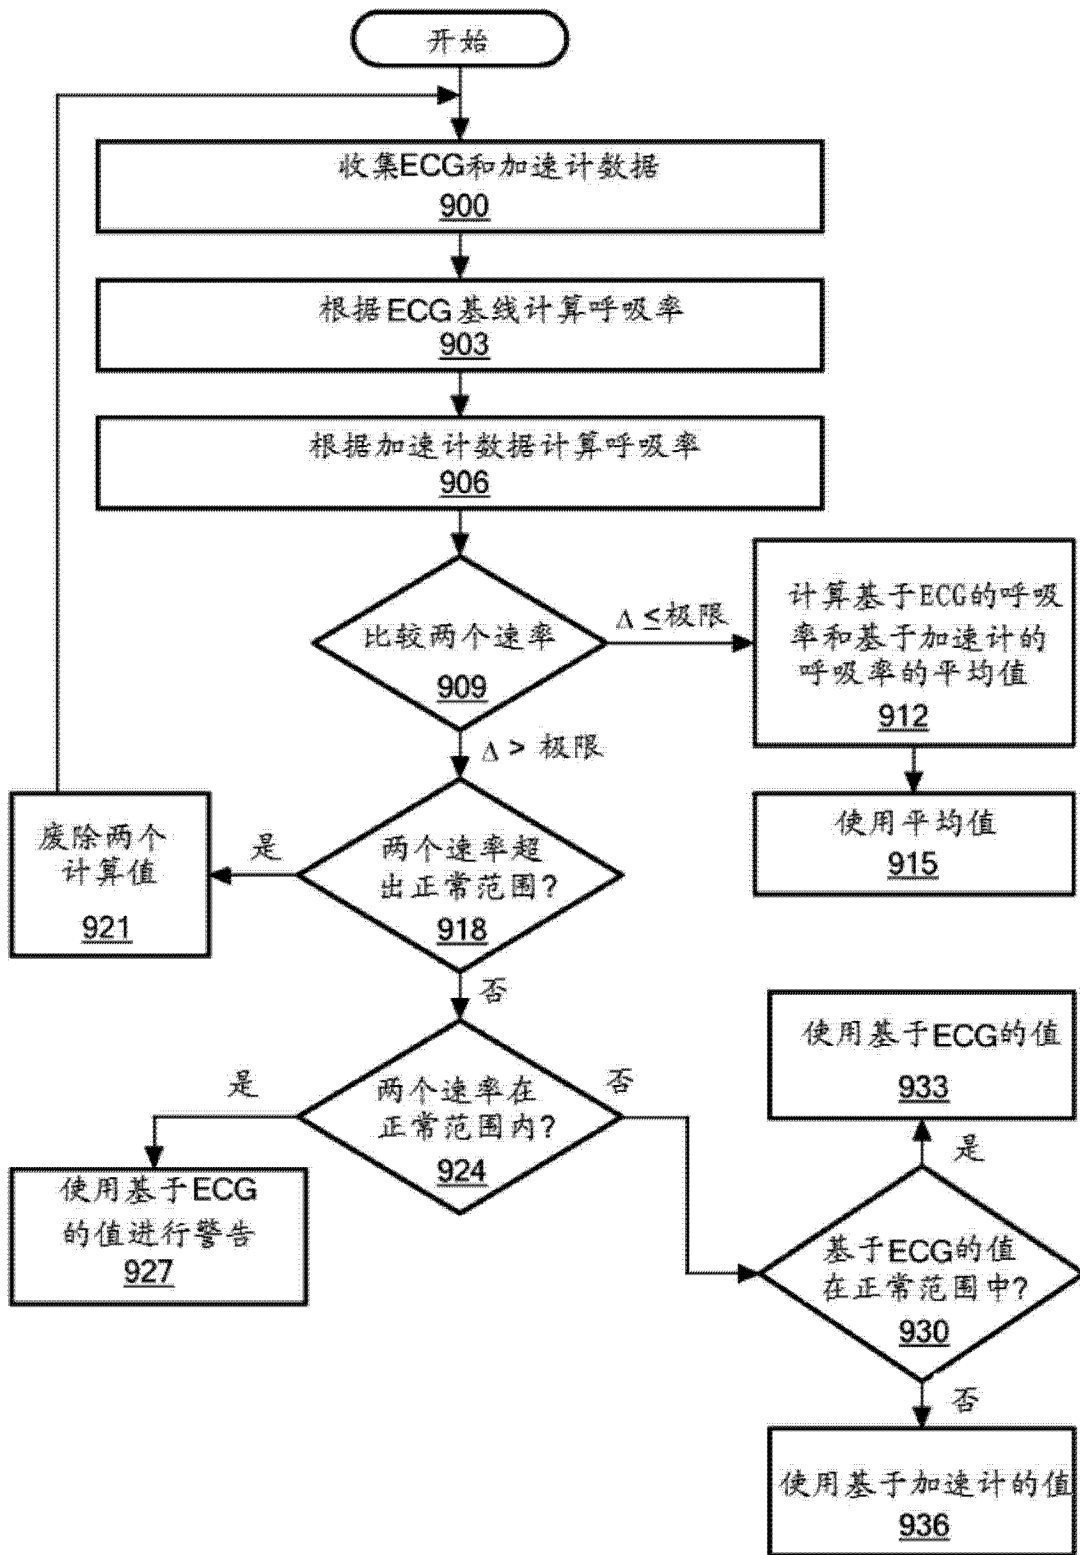 开始
收集ECG和加速计数据
900
根据ECG基线计算呼吸率
903
根据加速计数据计算呼吸率
906
比较两个速率
909
Δ ≤极限
计算基于ECG的呼吸
率和基于加速计的
呼吸率的平均值
912
Δ > 极限
使用平均值
915
两个速率超
出正常范围?
918
是
废除两个
计算值
921
否
两个速率在
正常范围内?
924
是
否
使用基于ECG
的值进行警告
927
使用基于ECG的值
933
是
基于ECG的值
在正常范围中?
930
否
使用基于加速计的值
936